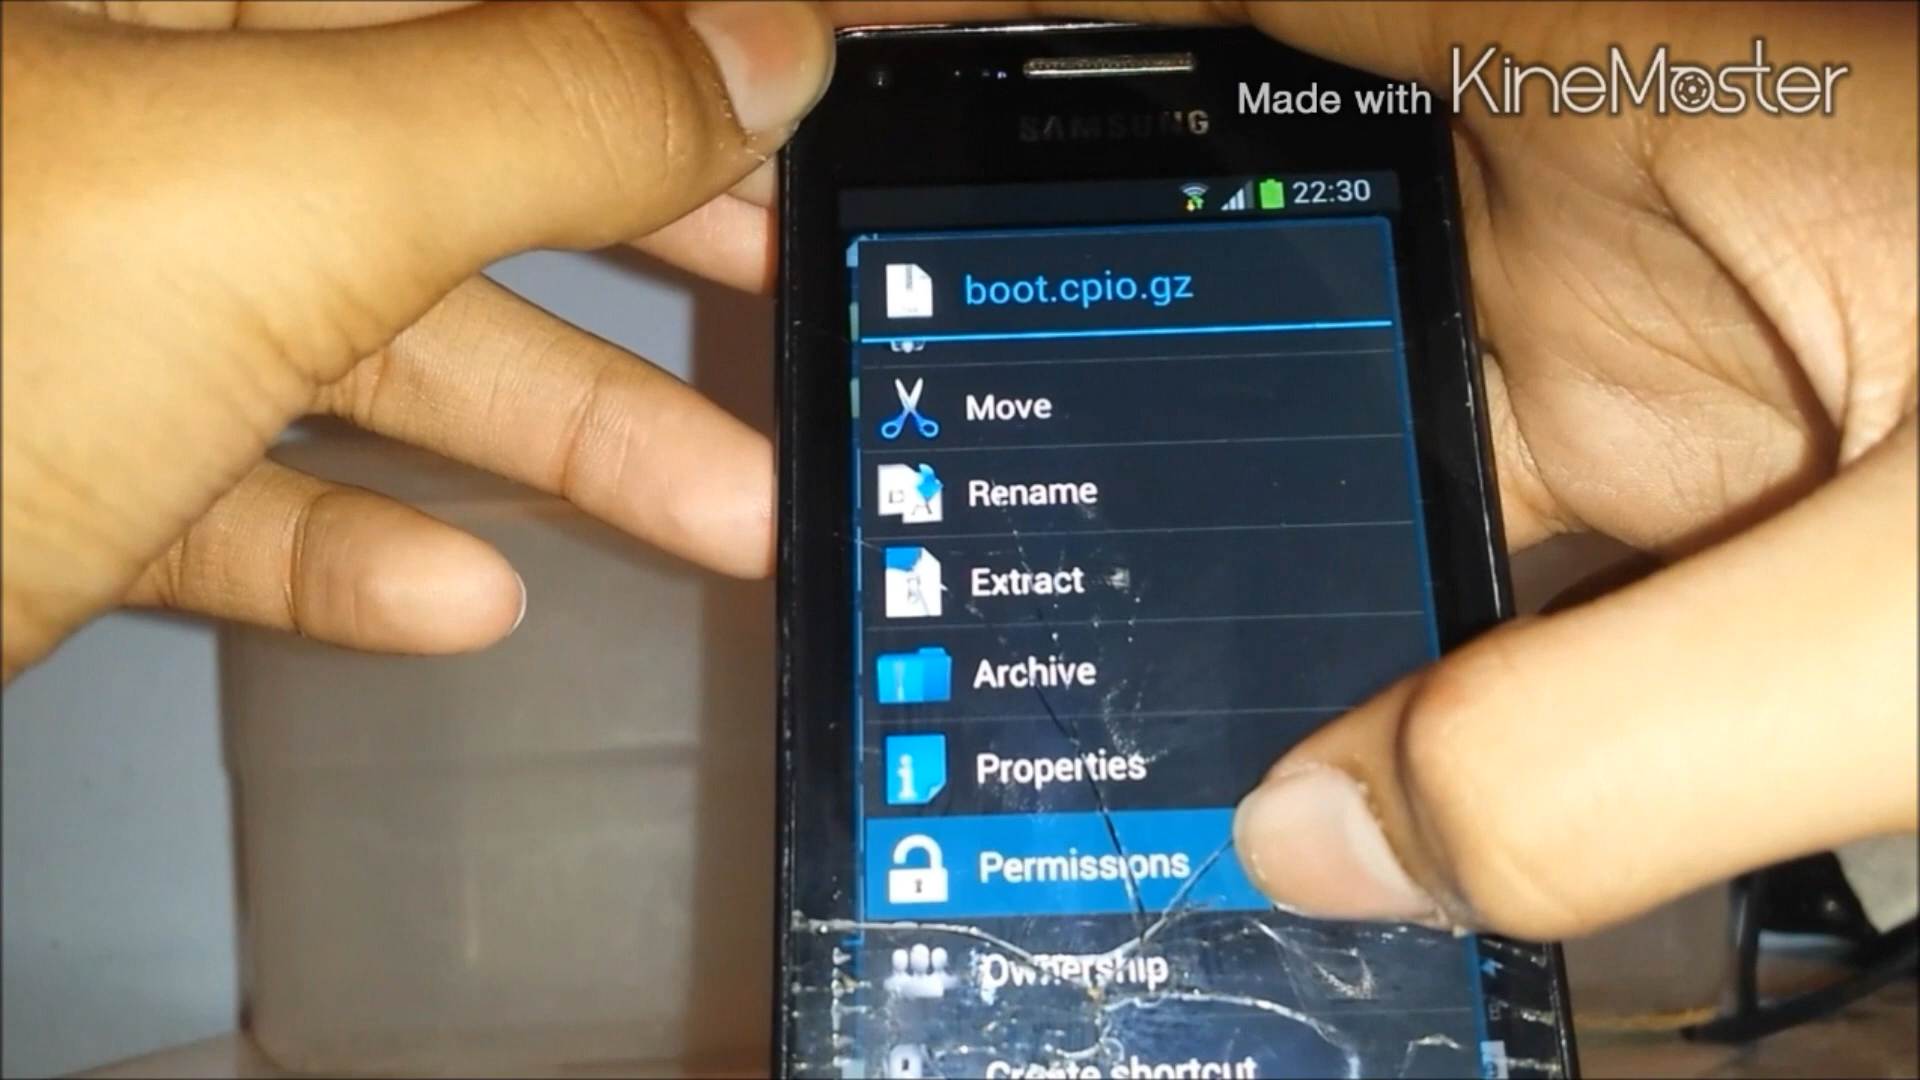 Made with KineMaster
SAMSUNG
22:30
boot.cpio.gz
Move
Rename
Extract
Archive
Properties
Permissions
Ownership
Create shortcut